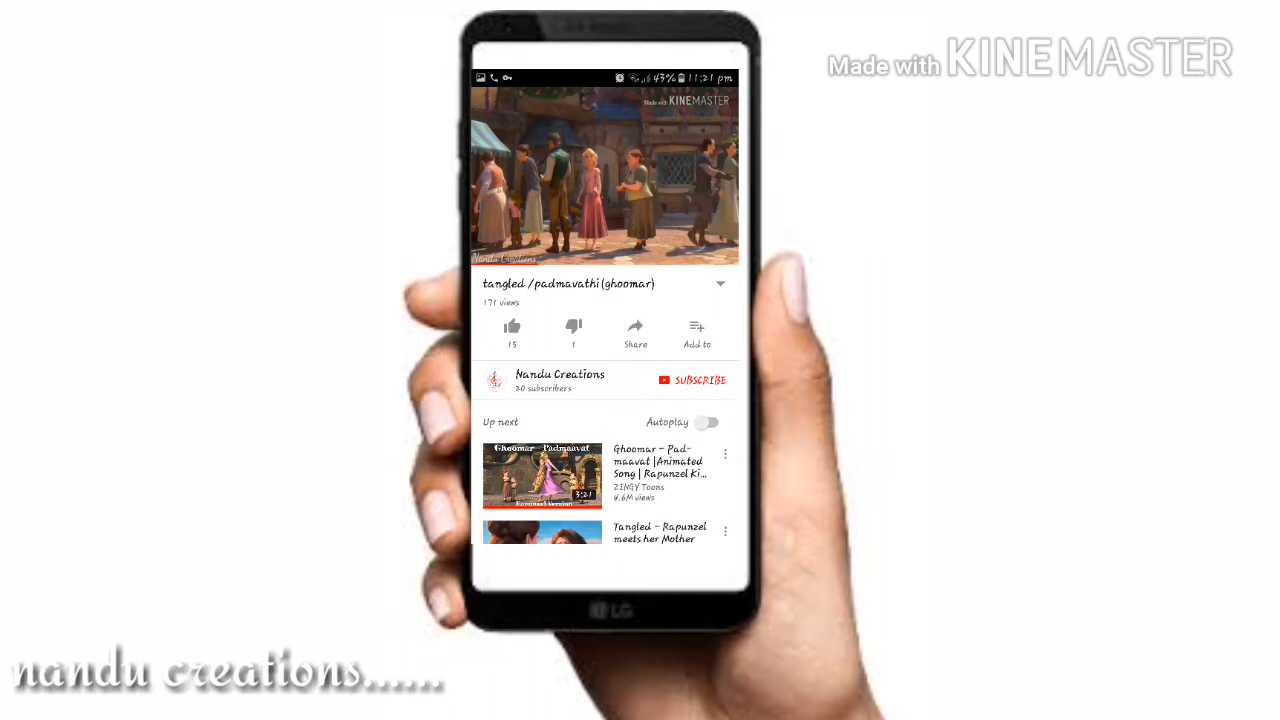 Made with KINEMASTER
43% 11:21 pm
Made with KINEMASTER
Nandu Creations
tangled /padmavathi(ghoomar)
171 views
15 1 Share Add to
Nandu Creations
20 subscribers
SUBSCRIBE
Up next Autoplay
Ghoomar - Padmaavat
3:21
Rapunzel Version
Ghoomar - Pad-
maavat |Animated
Song | Rapunzel Ki...
ZINGY Toons
4.6M views
Tangled - Rapunzel
meets her Mother
LG
nandu creations......